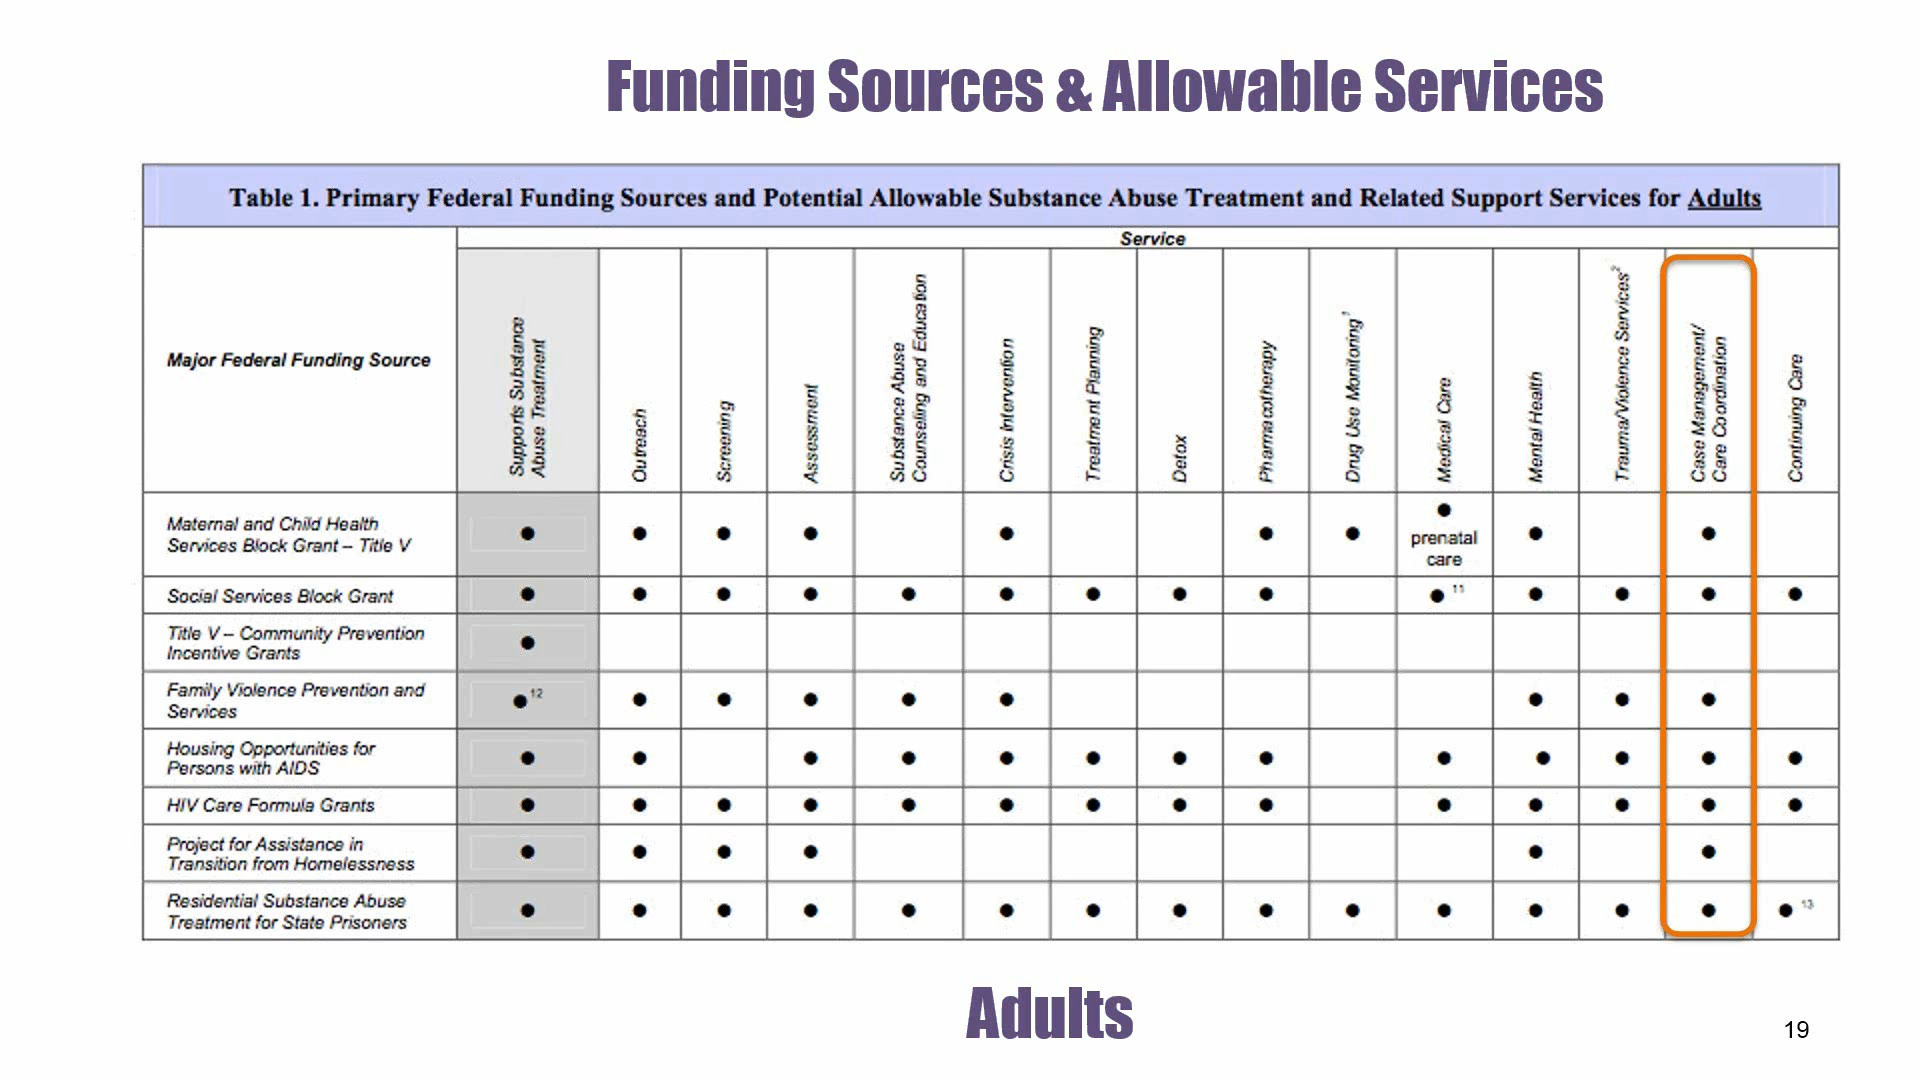 Funding Sources & Allowable Services
Table 1. Primary Federal Funding Sources and Potential Allowable Substance Abuse Treatment and Related Support Services for Adults
Service
Major Federal Funding Source
Supports Substance
Abuse Treatment
Outreach
Screening
Assessment
Substance Abuse
Counseling and Education
Crisis Intervention
Treatment Planning
Detox
Pharmacotherapy
Drug Use Monitoring¹
Medical Care
Mental Health
Trauma/Violence Services²
Case Management/
Care Coordination
Continuing Care
Maternal and Child Health
Services Block Grant – Title V
● ● ● ● ● ● ● ● ● ●
prenatal
care
Social Services Block Grant
● ● ● ● ● ● ● ● ● ● ¹¹ ● ● ● ●
Title V – Community Prevention
Incentive Grants
●
Family Violence Prevention and
Services
● ¹² ● ● ● ● ● ● ● ●
Housing Opportunities for
Persons with AIDS
● ● ● ● ● ● ● ● ● ● ● ● ●
HIV Care Formula Grants
● ● ● ● ● ● ● ● ● ● ● ● ● ●
Project for Assistance in
Transition from Homelessness
● ● ● ● ● ●
Residential Substance Abuse
Treatment for State Prisoners
● ● ● ● ● ● ● ● ● ● ● ● ● ● ● ¹³
Adults
19